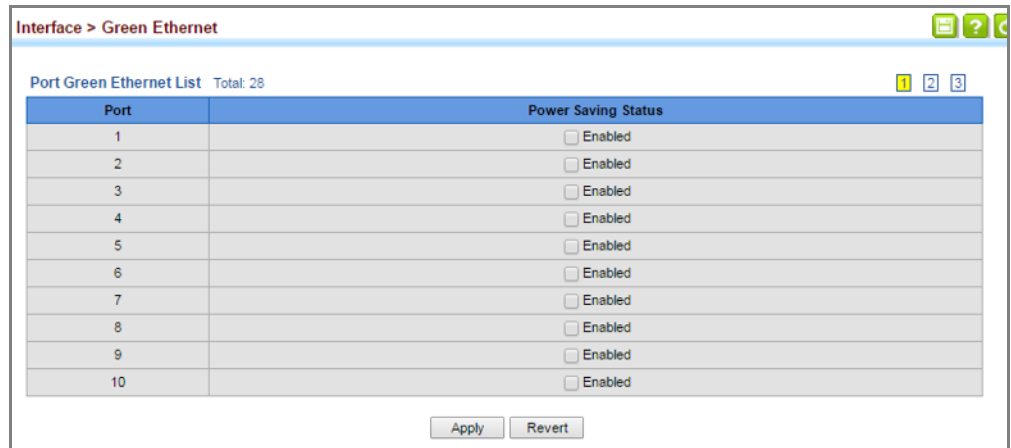 Interface > Green Ethernet
?
Port Green Ethernet List Total: 28
1 2 3
Port Power Saving Status
1 Enabled
2 Enabled
3 Enabled
4 Enabled
5 Enabled
6 Enabled
7 Enabled
8 Enabled
9 Enabled
10 Enabled
Apply Revert